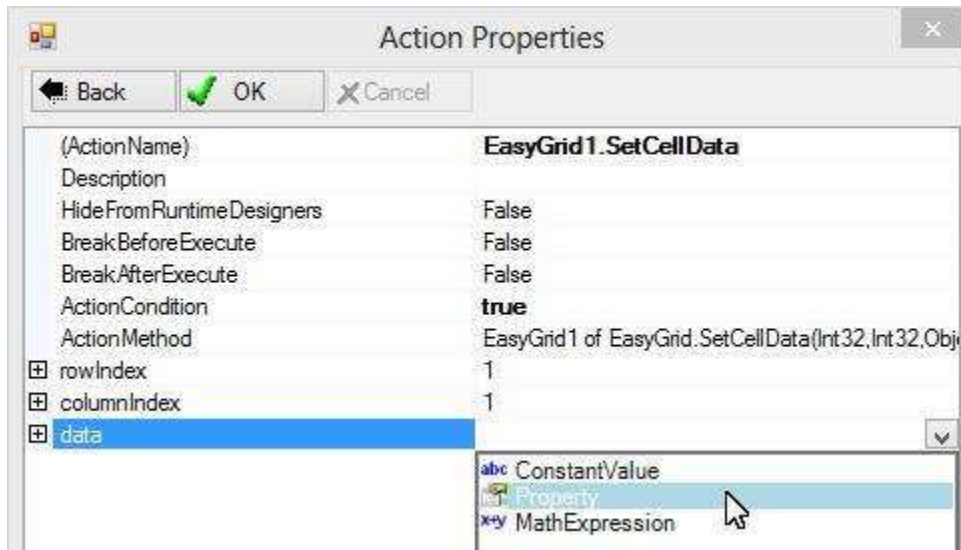 Action Properties
Back OK Cancel
(ActionName) EasyGrid1.SetCellData
Description
HideFromRuntimeDesigners False
BreakBeforeExecute False
BreakAfterExecute False
ActionCondition true
ActionMethod EasyGrid1 of EasyGrid.SetCellData(Int32,Int32,Obj
rowIndex 1
columnIndex 1
data
abc ConstantValue
Property
x+y MathExpression